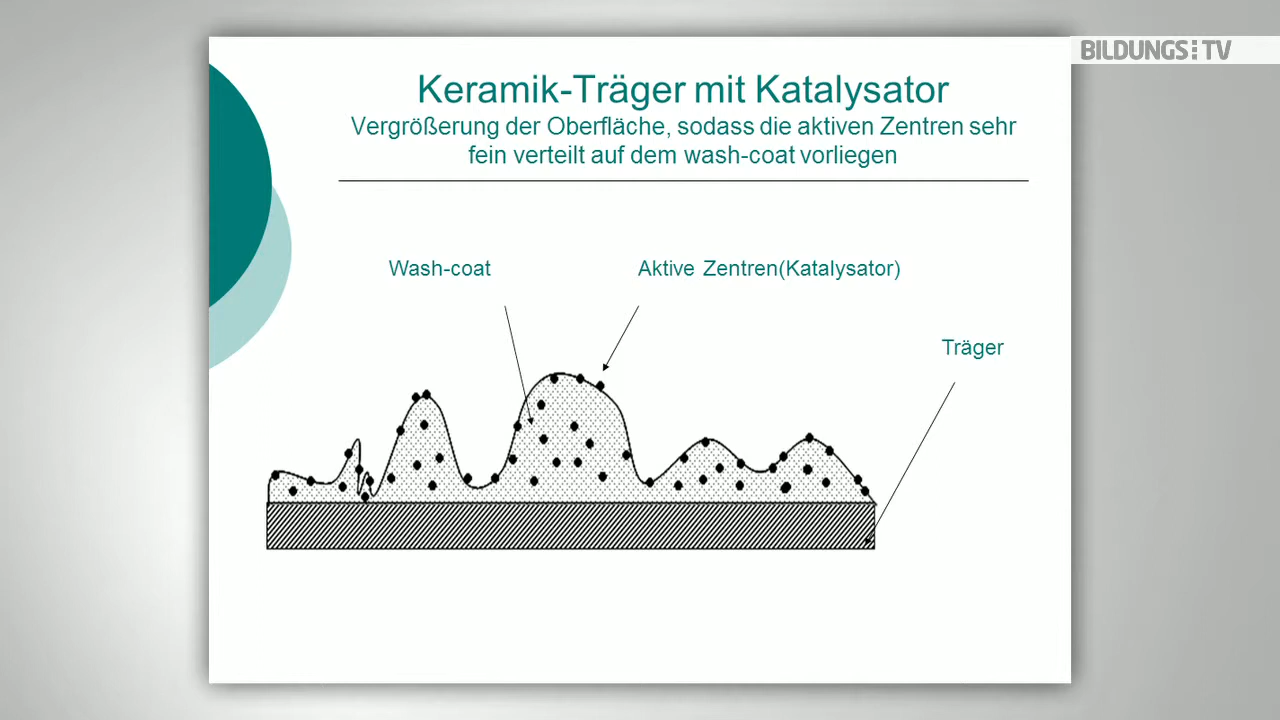 BILDUNGS:TV
Keramik-Träger mit Katalysator
Vergrößerung der Oberfläche, sodass die aktiven Zentren sehr
fein verteilt auf dem wash-coat vorliegen
Wash-coat
Aktive Zentren(Katalysator)
Träger